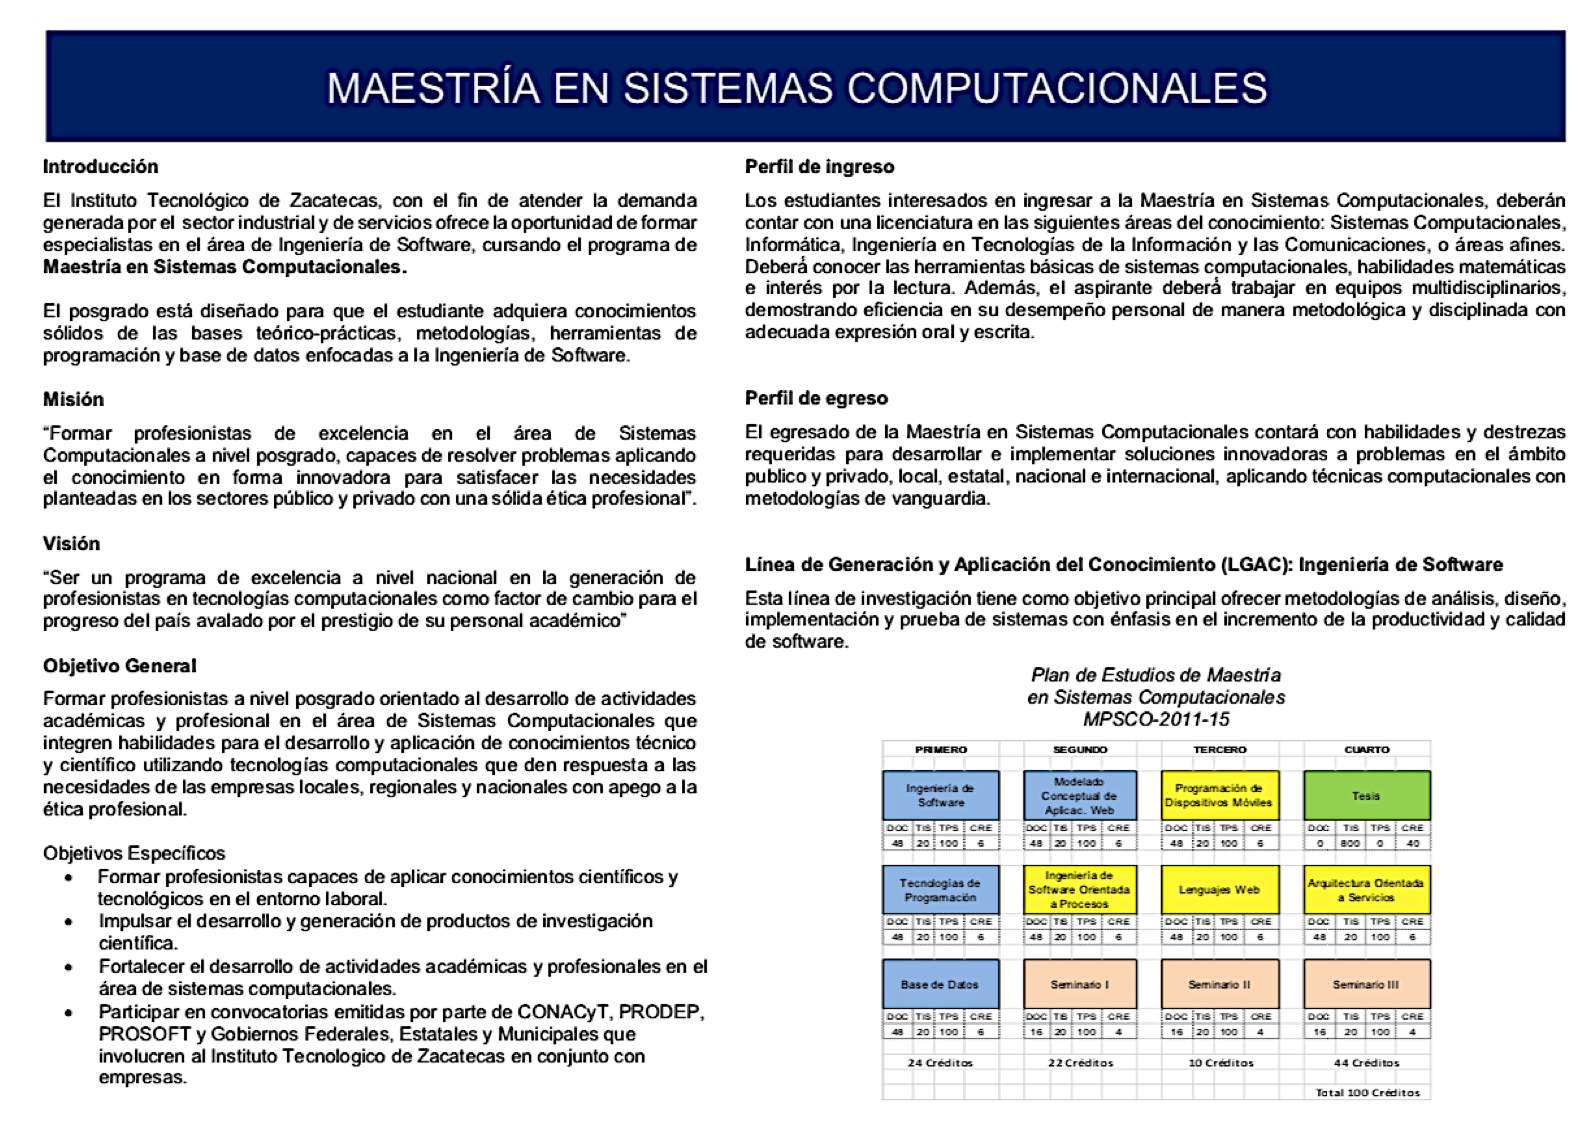 MAESTRÍA EN SISTEMAS COMPUTACIONALES
Introducción
El Instituto Tecnológico de Zacatecas, con el fin de atender la demanda
generada por el sector industrial y de servicios ofrece la oportunidad de formar
especialistas en el área de Ingeniería de Software, cursando el programa de
Maestría en Sistemas Computacionales.
El posgrado está diseñado para que el estudiante adquiera conocimientos
sólidos de las bases teórico-prácticas, metodologías, herramientas de
programación y base de datos enfocadas a la Ingeniería de Software.
Misión
“Formar profesionistas de excelencia en el área de Sistemas
Computacionales a nivel posgrado, capaces de resolver problemas aplicando
el conocimiento en forma innovadora para satisfacer las necesidades
planteadas en los sectores público y privado con una sólida ética profesional”.
Visión
“Ser un programa de excelencia a nivel nacional en la generación de
profesionistas en tecnologías computacionales como factor de cambio para el
progreso del país avalado por el prestigio de su personal académico”
Objetivo General
Formar profesionistas a nivel posgrado orientado al desarrollo de actividades
académicas y profesional en el área de Sistemas Computacionales que
integren habilidades para el desarrollo y aplicación de conocimientos técnico
y científico utilizando tecnologías computacionales que den respuesta a las
necesidades de las empresas locales, regionales y nacionales con apego a la
ética profesional.
Objetivos Específicos
• Formar profesionistas capaces de aplicar conocimientos científicos y
tecnológicos en el entorno laboral.
• Impulsar el desarrollo y generación de productos de investigación
científica.
• Fortalecer el desarrollo de actividades académicas y profesionales en el
área de sistemas computacionales.
• Participar en convocatorias emitidas por parte de CONACyT, PRODEP,
PROSOFT y Gobiernos Federales, Estatales y Municipales que
involucren al Instituto Tecnologico de Zacatecas en conjunto con
empresas.
Perfil de ingreso
Los estudiantes interesados en ingresar a la Maestría en Sistemas Computacionales, deberán
contar con una licenciatura en las siguientes áreas del conocimiento: Sistemas Computacionales,
Informática, Ingeniería en Tecnologías de la Información y las Comunicaciones, o áreas afines.
Deberá conocer las herramientas básicas de sistemas computacionales, habilidades matemáticas
e interés por la lectura. Además, el aspirante deberá trabajar en equipos multidisciplinarios,
demostrando eficiencia en su desempeño personal de manera metodológica y disciplinada con
adecuada expresión oral y escrita.
Perfil de egreso
El egresado de la Maestría en Sistemas Computacionales contará con habilidades y destrezas
requeridas para desarrollar e implementar soluciones innovadoras a problemas en el ámbito
publico y privado, local, estatal, nacional e internacional, aplicando técnicas computacionales con
metodologías de vanguardia.
Línea de Generación y Aplicación del Conocimiento (LGAC): Ingeniería de Software
Esta línea de investigación tiene como objetivo principal ofrecer metodologías de análisis, diseño,
implementación y prueba de sistemas con énfasis en el incremento de la productividad y calidad
de software.
Plan de Estudios de Maestría
en Sistemas Computacionales
MPSCO-2011-15
PRIMERO SEGUNDO TERCERO CUARTO
Ingeniería de
Software
Modelado
Conceptual de
Aplicac. Web
Programación de
Dispositivos Móviles
Tesis
DOC TIS TPS CRE DOC TIS TPS CRE DOC TIS TPS CRE DOC TIS TPS CRE
48 20 100 6 48 20 100 6 48 20 100 6 0 800 0 40
Tecnologías de
Programación
Ingeniería de
Software Orientada
a Procesos
Lenguajes Web
Arquitectura Orientada
a Servicios
DOC TIS TPS CRE DOC TIS TPS CRE DOC TIS TPS CRE DOC TIS TPS CRE
48 20 100 6 48 20 100 6 48 20 100 6 48 20 100 6
Base de Datos
Seminario I
Seminario II
Seminario III
DOC TIS TPS CRE DOC TIS TPS CRE DOC TIS TPS CRE DOC TIS TPS CRE
48 20 100 6 16 20 100 4 16 20 100 4 16 20 100 4
24 Créditos 22 Créditos 10 Créditos 44 Créditos
Total 100 Créditos